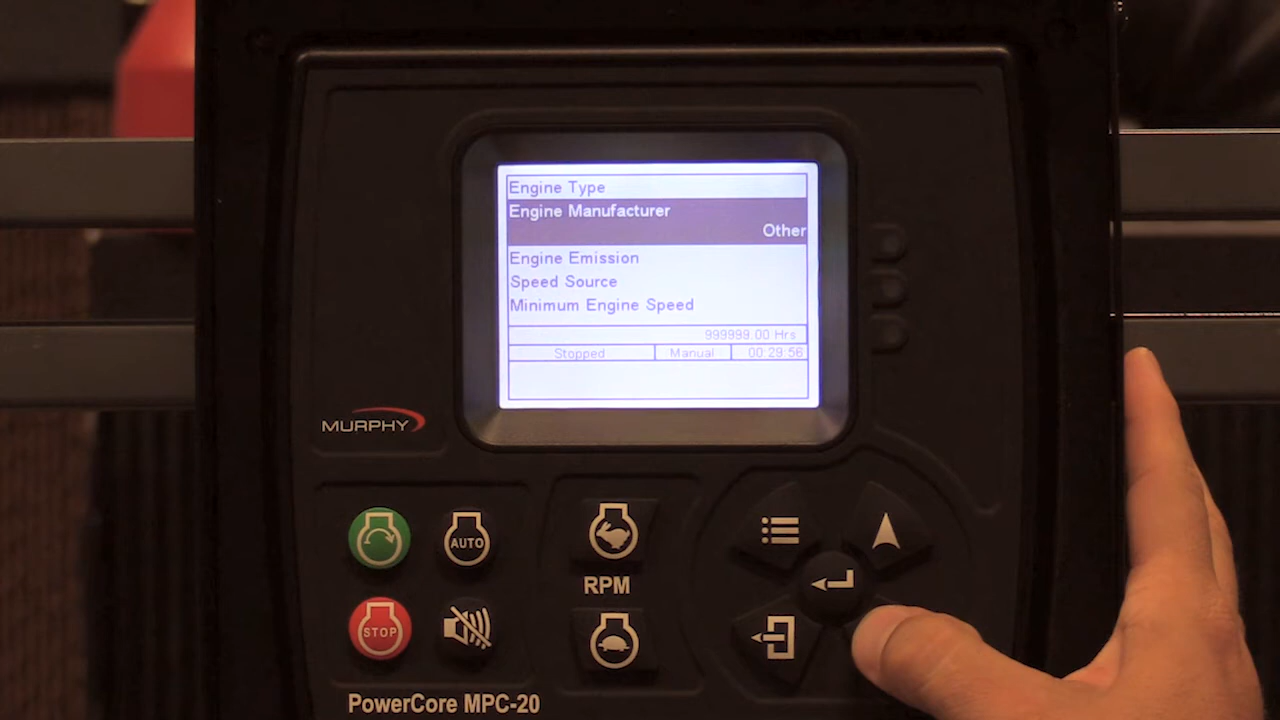 Engine Type
Engine Manufacturer
Other
Engine Emission
Speed Source
Minimum Engine Speed
999999.00 Hrs
Stopped Manual 00:29:56
MURPHY
AUTO
RPM
STOP
PowerCore MPC-20